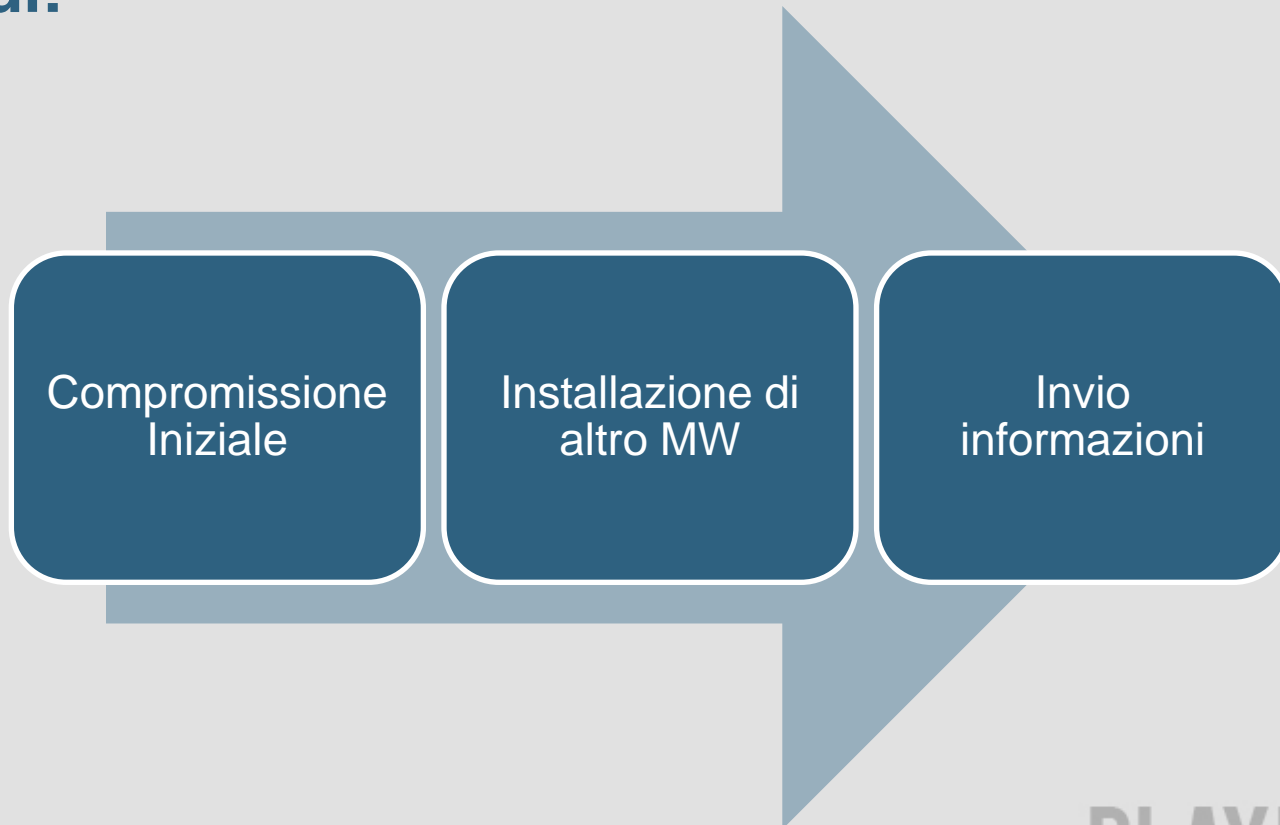 Compromissione
Iniziale
Installazione di
altro MW
Invio
informazioni